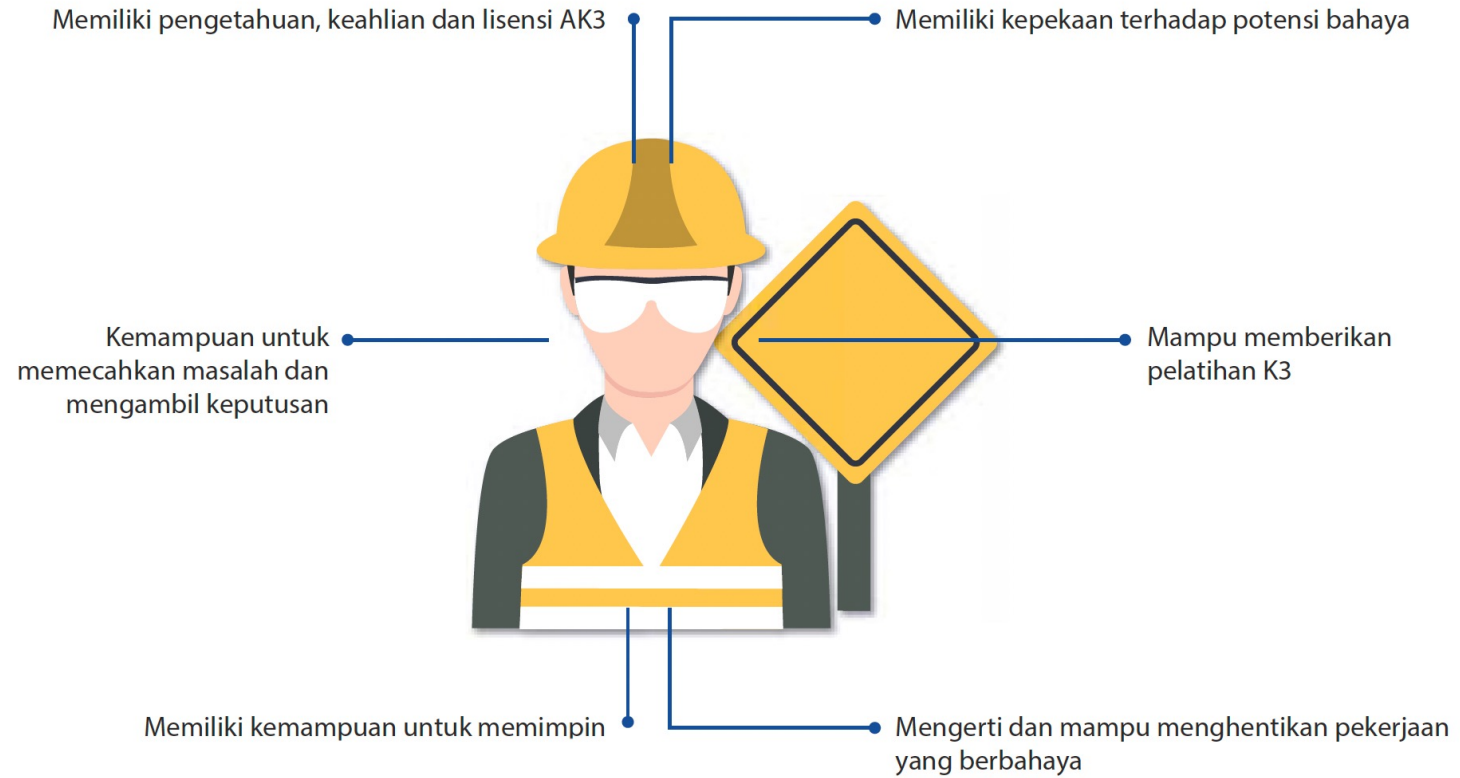 Memiliki pengetahuan, keahlian dan lisensi AK3
Memiliki kepekaan terhadap potensi bahaya
Kemampuan untuk
memecahkan masalah dan
mengambil keputusan
Mampu memberikan
pelatihan K3
Memiliki kemampuan untuk memimpin
Mengerti dan mampu menghentikan pekerjaan
yang berbahaya